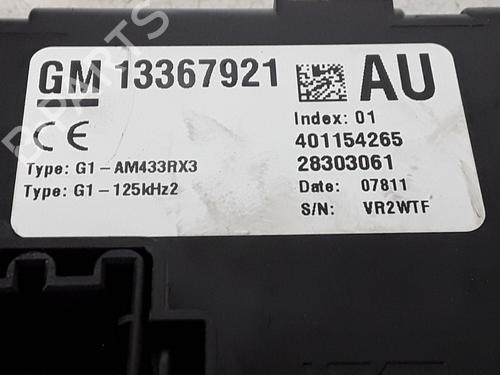 GM 13367921 AU
Index: 01
CE 401154265
Type: G1-AM433RX3 28303061
Type: G1-125kHz2 Date: 07811
S/N: VR2WTF